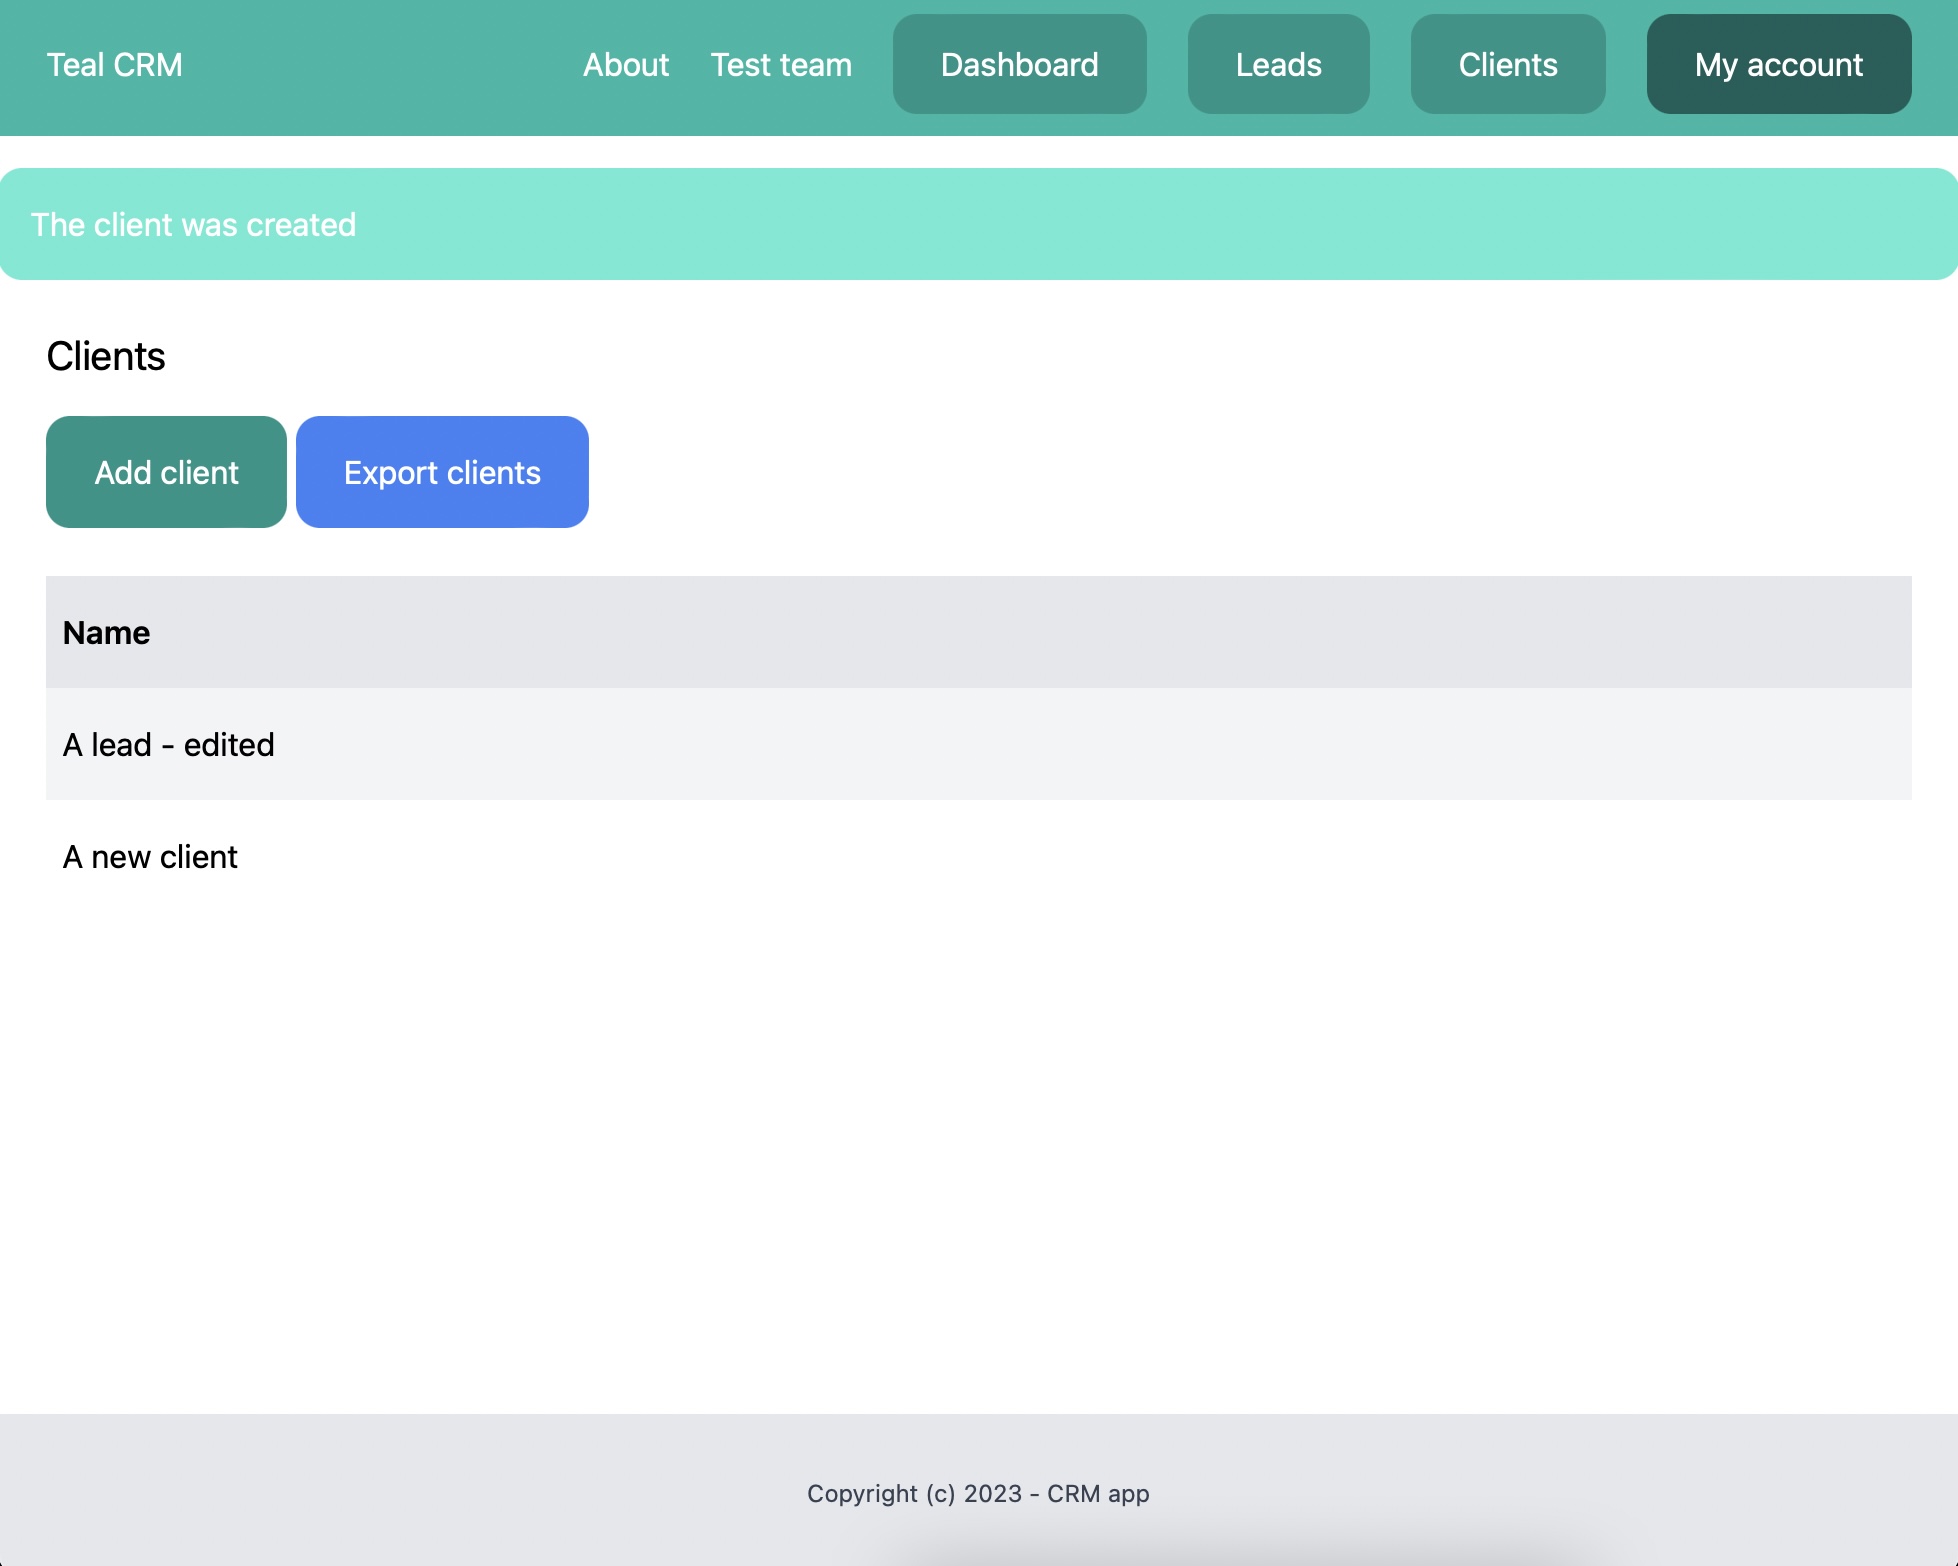 Teal CRM About Test team Dashboard Leads Clients My account
The client was created
Clients
Add client Export clients
Name
A lead - edited
A new client
Copyright (c) 2023 - CRM app